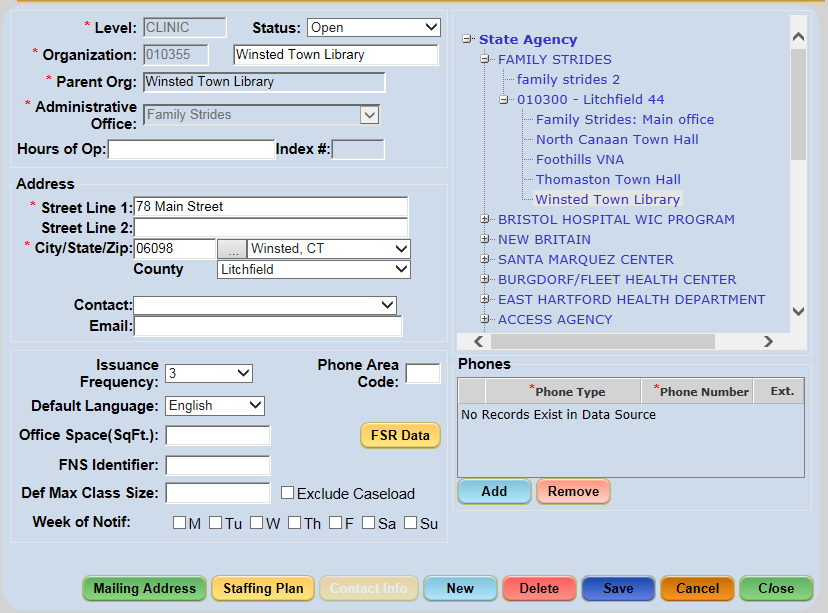 * Level: CLINIC Status: Open
* Organization: 010355 Winsted Town Library
* Parent Org: Winsted Town Library
* Administrative
Office: Family Strides
Hours of Op: Index #:
Address
* Street Line 1: 78 Main Street
Street Line 2:
* City/State/Zip: 06098 ... Winsted, CT
County Litchfield
Contact:
Email:
Issuance
Frequency: 3
Phone Area
Code:
Default Language: English
Office Space(SqFt.):
FSR Data
FNS Identifier:
Def Max Class Size: Exclude Caseload
Week of Notif: M Tu W Th F Sa Su
State Agency
FAMILY STRIDES
family strides 2
010300 - Litchfield 44
Family Strides: Main office
North Canaan Town Hall
Foothills VNA
Thomaston Town Hall
Winsted Town Library
BRISTOL HOSPITAL WIC PROGRAM
NEW BRITAIN
SANTA MARQUEZ CENTER
BURGDORF/FLEET HEALTH CENTER
EAST HARTFORD HEALTH DEPARTMENT
ACCESS AGENCY
Phones
*Phone Type *Phone Number Ext.
No Records Exist in Data Source
Add Remove
Mailing Address Staffing Plan Contact Info New Delete Save Cancel Close